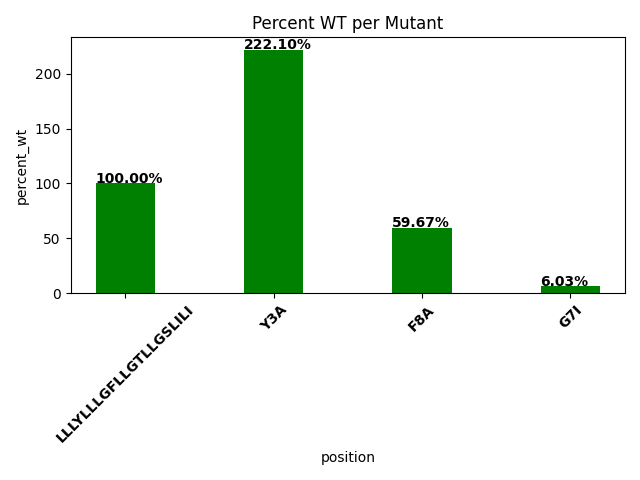 Percent WT per Mutant
percent_wt
200
150
100
50
0
100.00%
222.10%
59.67%
6.03%
LLLYLLLGFLLGTLLGSLILI
Y3A
F8A
G7I
position